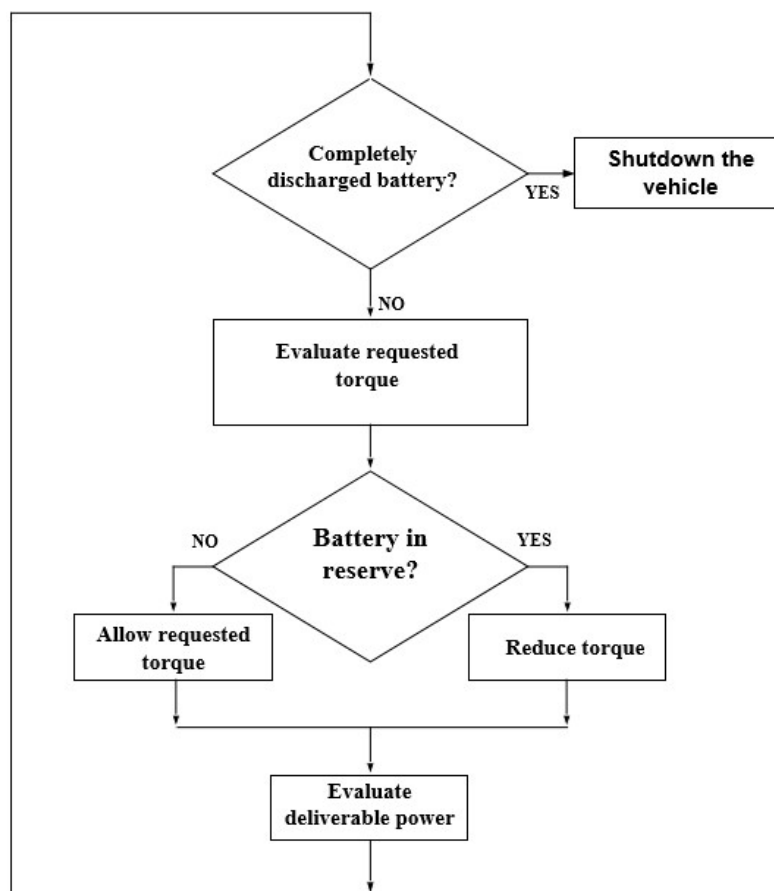 Completely
discharged battery?
YES
Shutdown the
vehicle
NO
Evaluate requested
torque
NO
Battery in
reserve?
YES
Allow requested
torque
Reduce torque
Evaluate
deliverable power